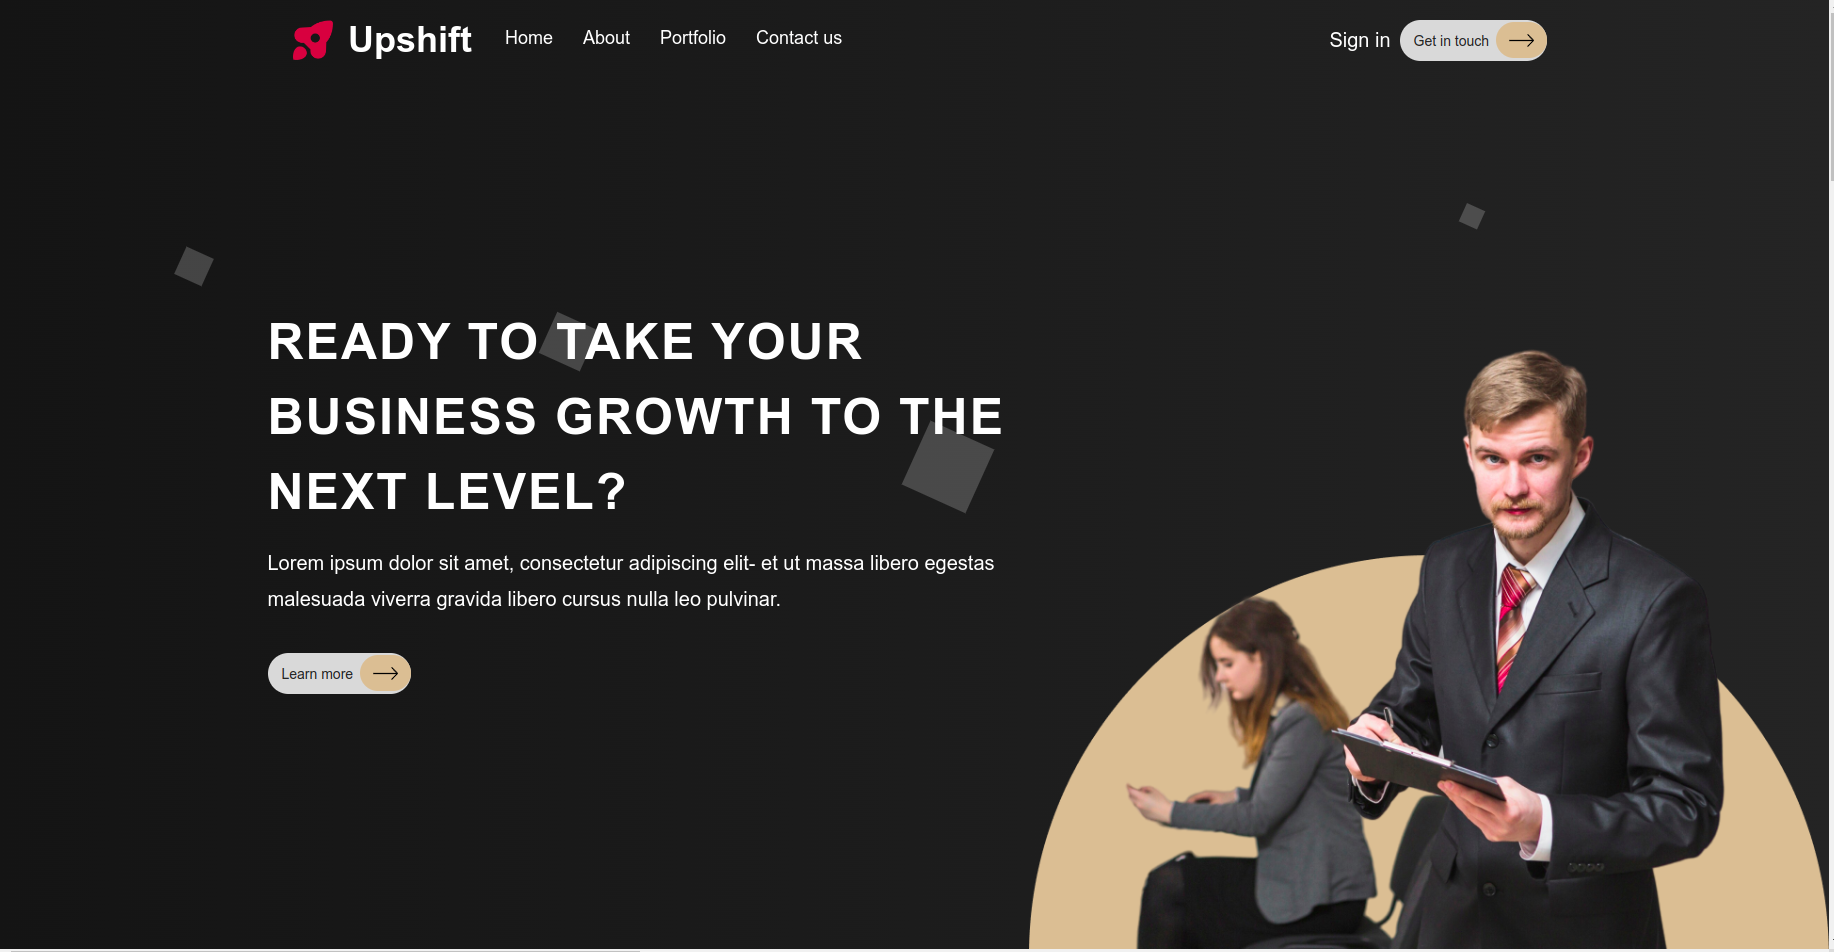 Upshift
Home
About
Portfolio
Contact us
Sign in
Get in touch
READY TO TAKE YOUR
BUSINESS GROWTH TO THE
NEXT LEVEL?
Lorem ipsum dolor sit amet, consectetur adipiscing elit- et ut massa libero egestas
malesuada viverra gravida libero cursus nulla leo pulvinar.
Learn more